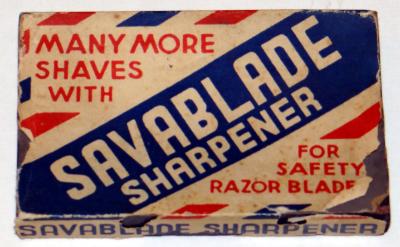 MANY MORE
SHAVES
WITH
SAVABLADE
SHARPENER
FOR
SAFETY
RAZOR BLADE
SAVABLADE SHARPENER